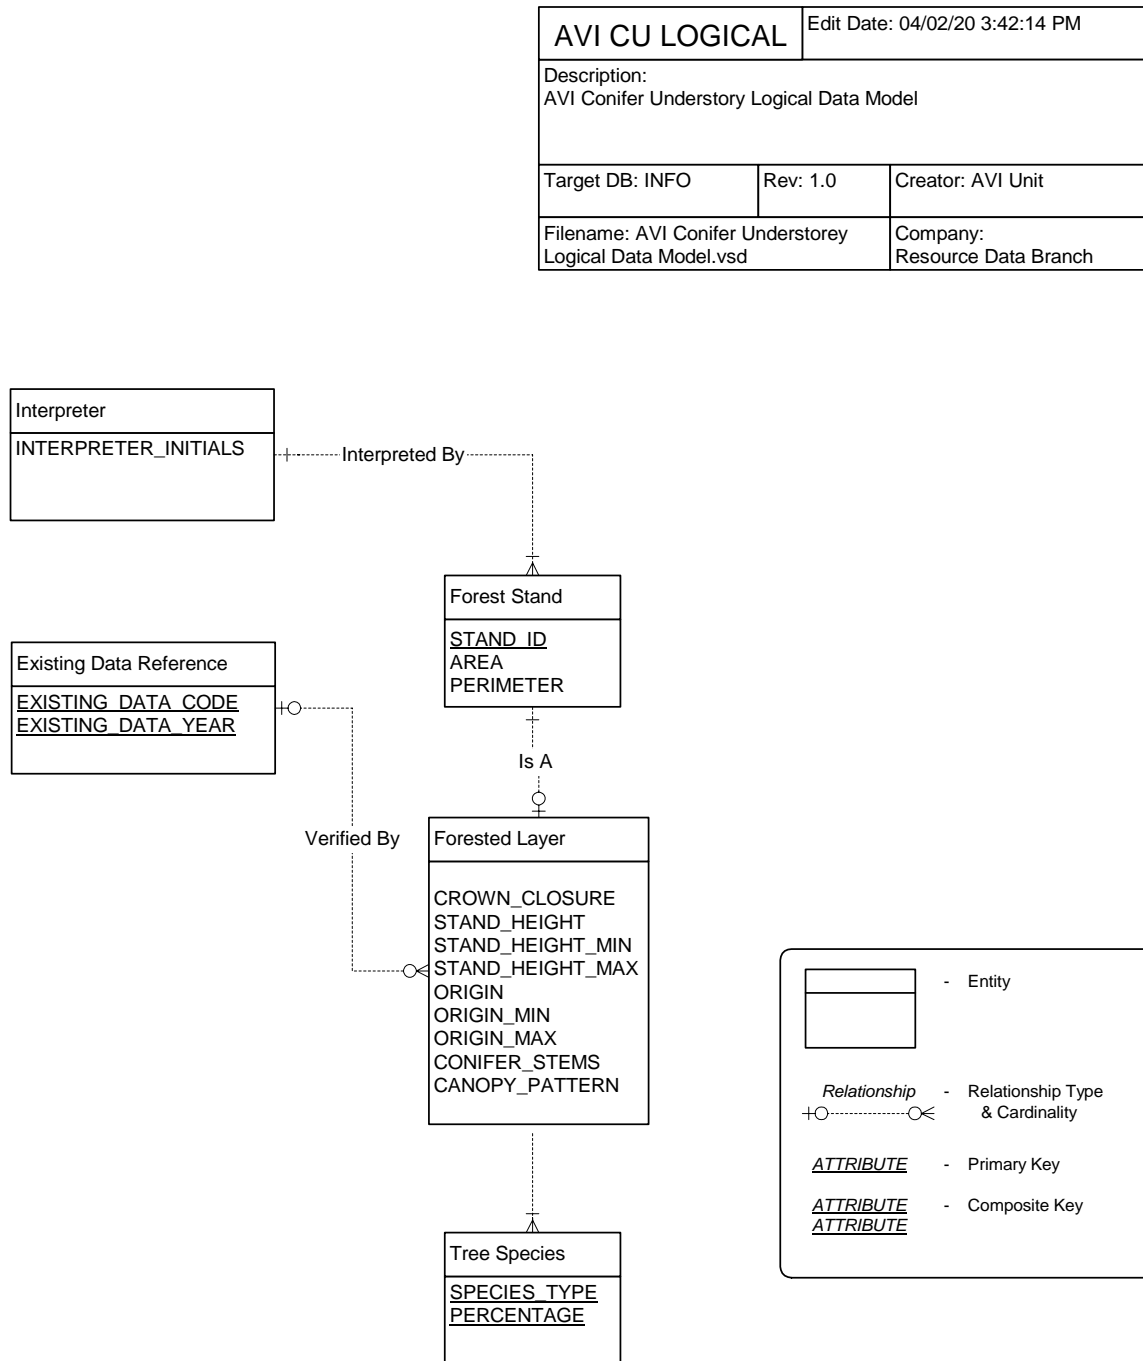 AVI CU LOGICAL
Edit Date: 04/02/20 3:42:14 PM
Description:
AVI Conifer Understory Logical Data Model
Target DB: INFO
Rev: 1.0
Creator: AVI Unit
Filename: AVI Conifer Understorey
Logical Data Model.vsd
Company:
Resource Data Branch
Interpreter
INTERPRETER_INITIALS
Interpreted By
Forest Stand
STAND_ID
AREA
PERIMETER
Existing Data Reference
EXISTING_DATA_CODE
EXISTING_DATA_YEAR
Is A
Verified By
Forested Layer
CROWN_CLOSURE
STAND_HEIGHT
STAND_HEIGHT_MIN
STAND_HEIGHT_MAX
ORIGIN
ORIGIN_MIN
ORIGIN_MAX
CONIFER_STEMS
CANOPY_PATTERN
- Entity
Relationship - Relationship Type
& Cardinality
ATTRIBUTE - Primary Key
ATTRIBUTE - Composite Key
ATTRIBUTE
Tree Species
SPECIES_TYPE
PERCENTAGE